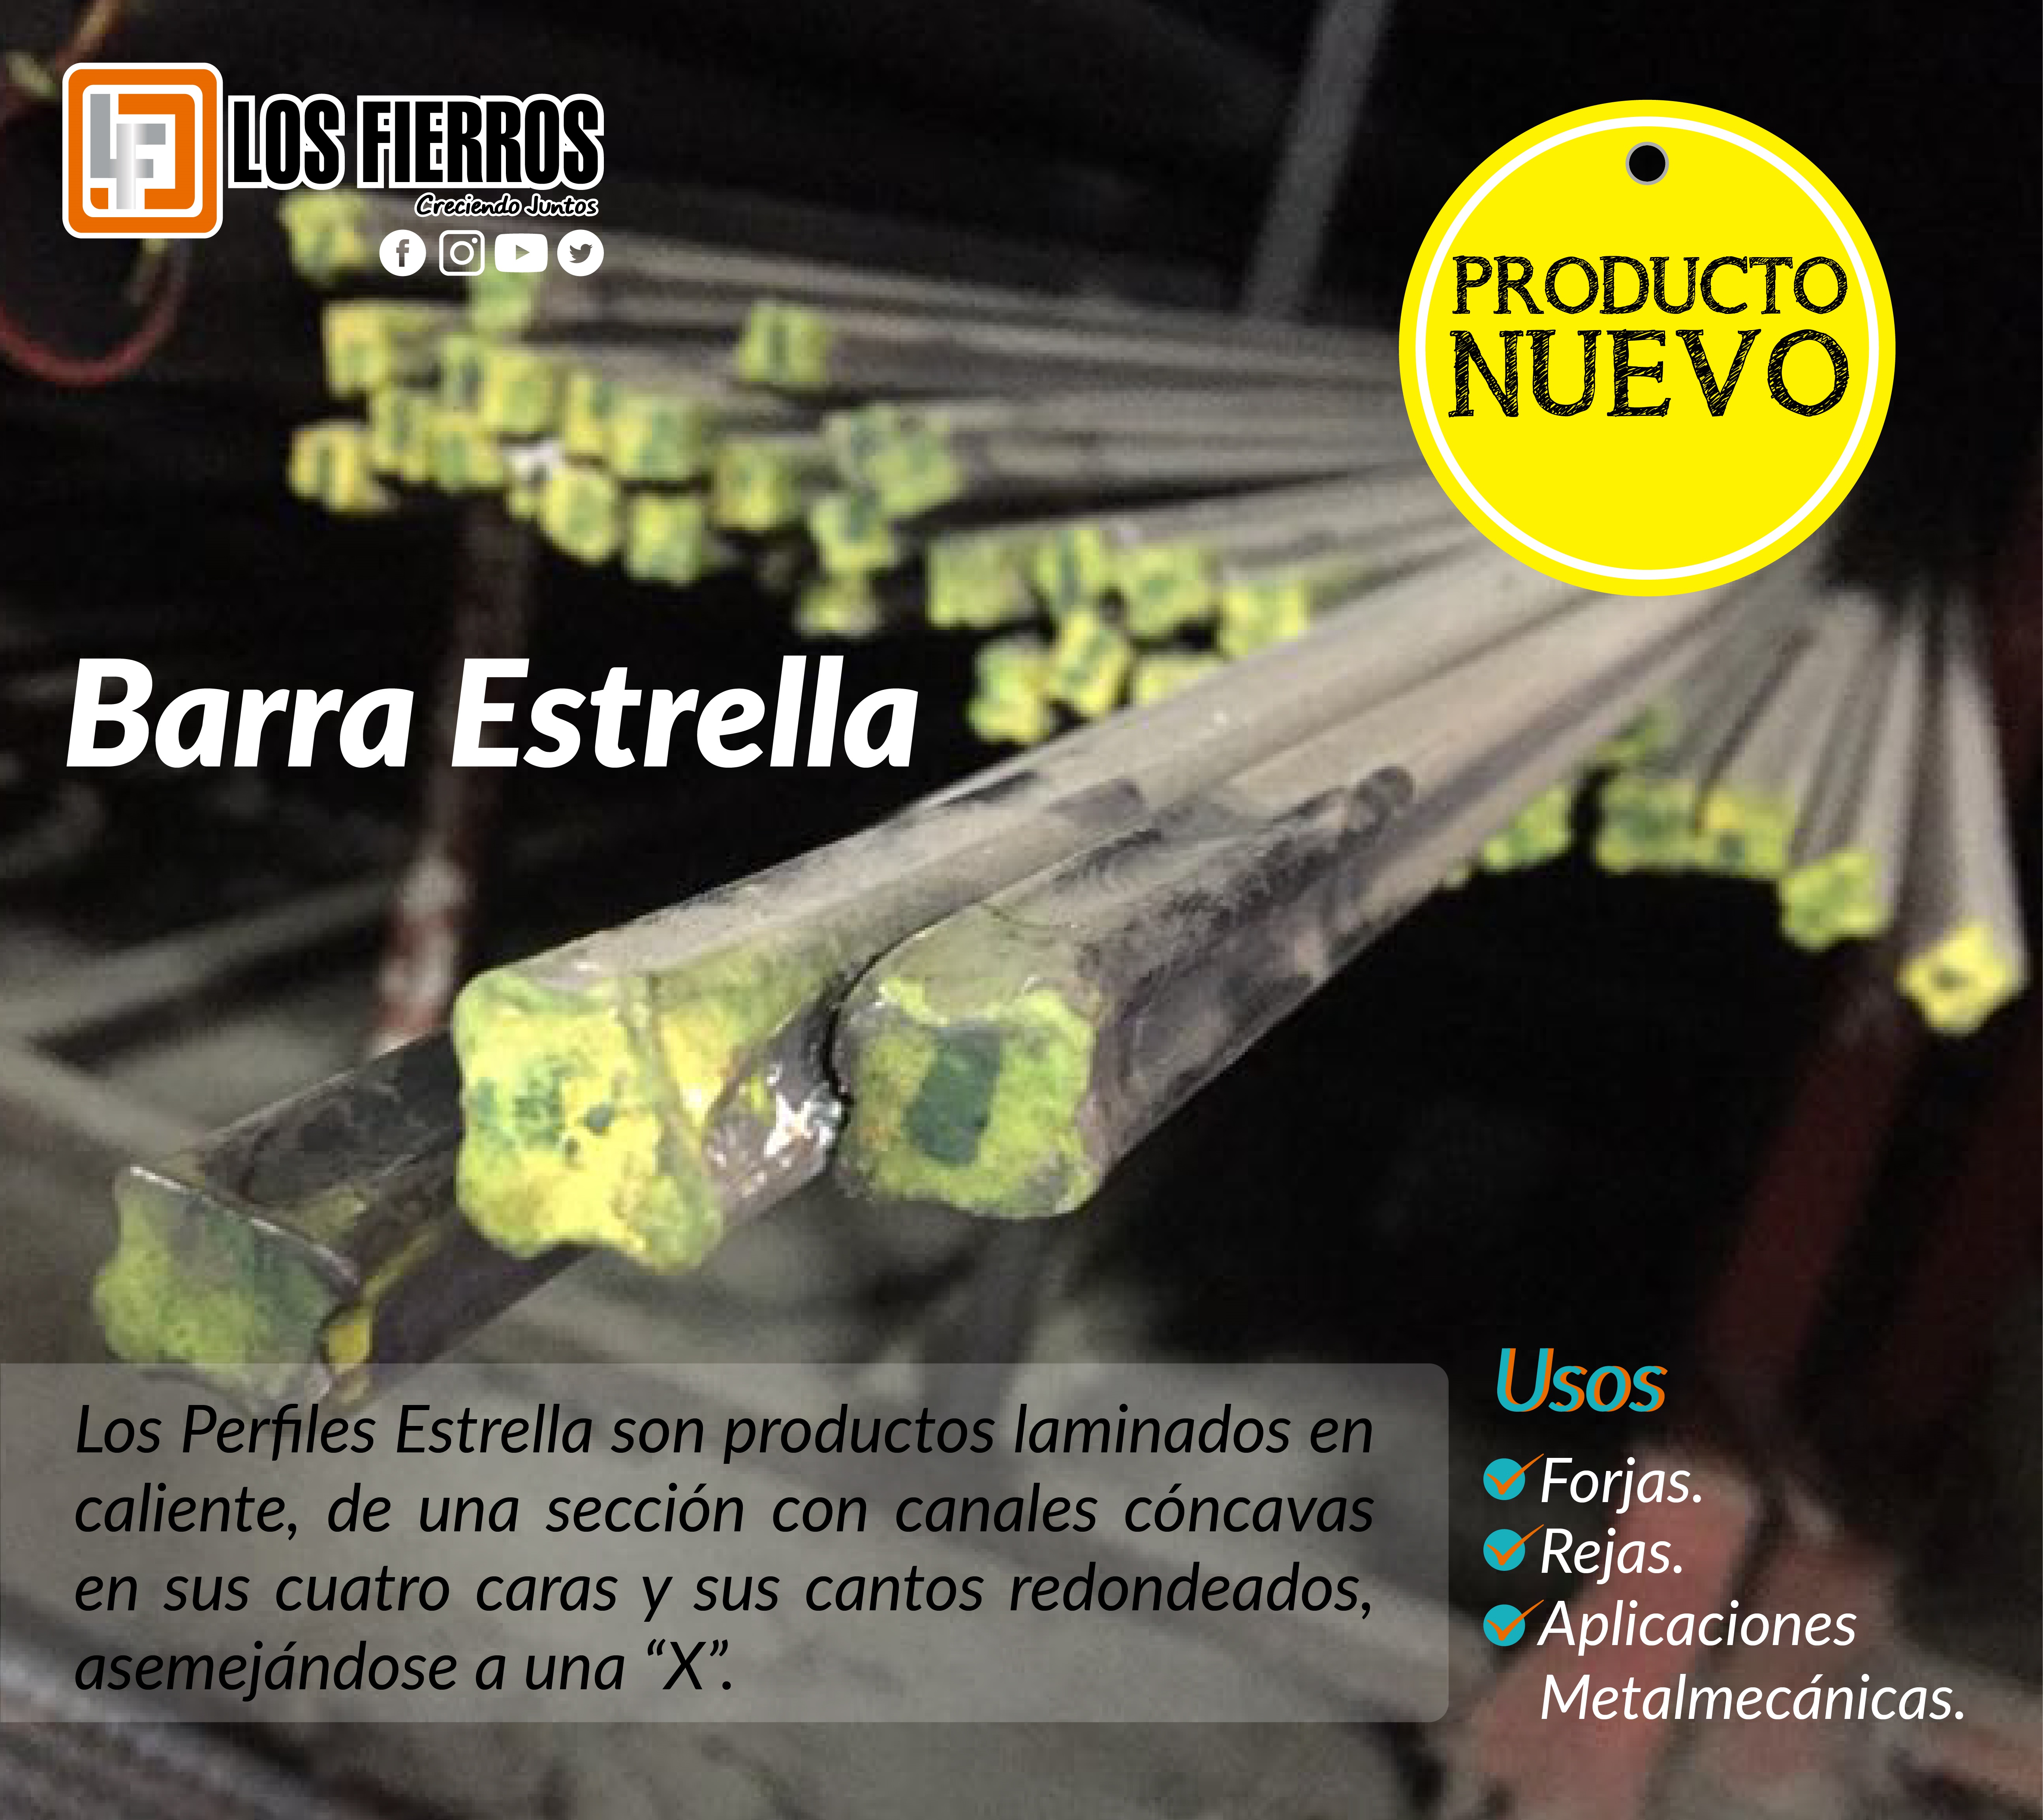 LF LOS FIERROS
Creciendo Juntos
PRODUCTO
NUEVO
Barra Estrella
Los Perfiles Estrella son productos laminados en
caliente, de una sección con canales cóncavas
en sus cuatro caras y sus cantos redondeados,
asemejándose a una “X”.
Usos
Forjas.
Rejas.
Aplicaciones
Metalmecánicas.